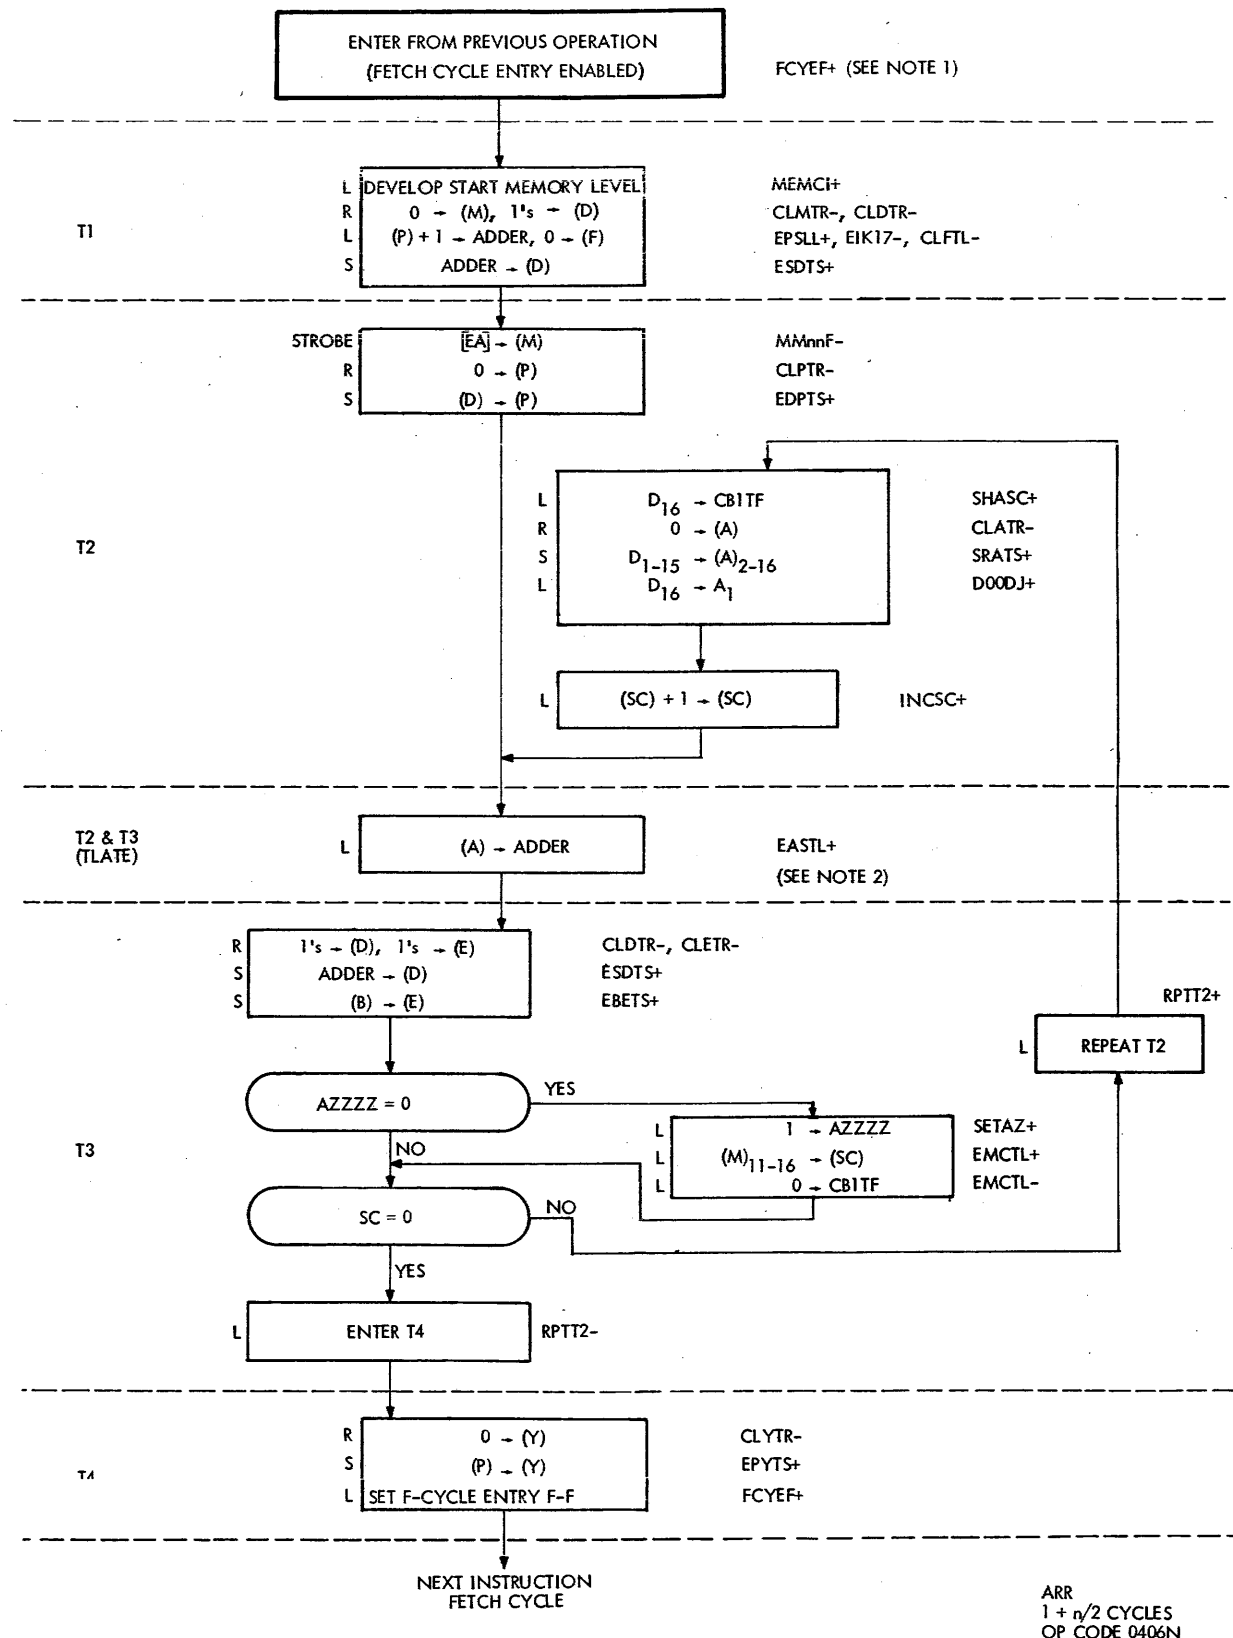 ENTER FROM PREVIOUS OPERATION
(FETCH CYCLE ENTRY ENABLED)
FCYEF+ (SEE NOTE 1)
T1
L DEVELOP START MEMORY LEVEL MEMCI+
R 0 → (M), 1's → (D) CLMTR-, CLDTR-
L (P) + 1 → ADDER, 0 → (F) EPSLL+, EIK17-, CLFTL-
S ADDER → (D) ESDTS+
STROBE [EA] → (M) MMnnF-
R 0 → (P) CLPTR-
S (D) → (P) EDPTS+
T2
L D16 → CB1TF SHASC+
R 0 → (A) CLATR-
S D1-15 → (A)2-16 SRATS+
L D16 → A1 D00DJ+
L (SC) + 1 → (SC) INCSC+
T2 & T3
(TLATE)
L (A) → ADDER EASTL+
(SEE NOTE 2)
R 1's → (D), 1's → (E) CLDTR-, CLETR-
S ADDER → (D) ESDTS+
S (B) → (E) EBETS+
RPTT2+
L REPEAT T2
T3
AZZZZ = 0
YES
NO
L 1 → AZZZZ SETAZ+
L (M)11-16 → (SC) EMCTL+
L 0 → CB1TF EMCTL-
SC = 0
NO
YES
L ENTER T4 RPTT2-
T4
R 0 → (Y) CLYTR-
S (P) → (Y) EPYTS+
L SET F-CYCLE ENTRY F-F FCYEF+
NEXT INSTRUCTION
FETCH CYCLE
ARR
1 + n/2 CYCLES
OP CODE 0406N